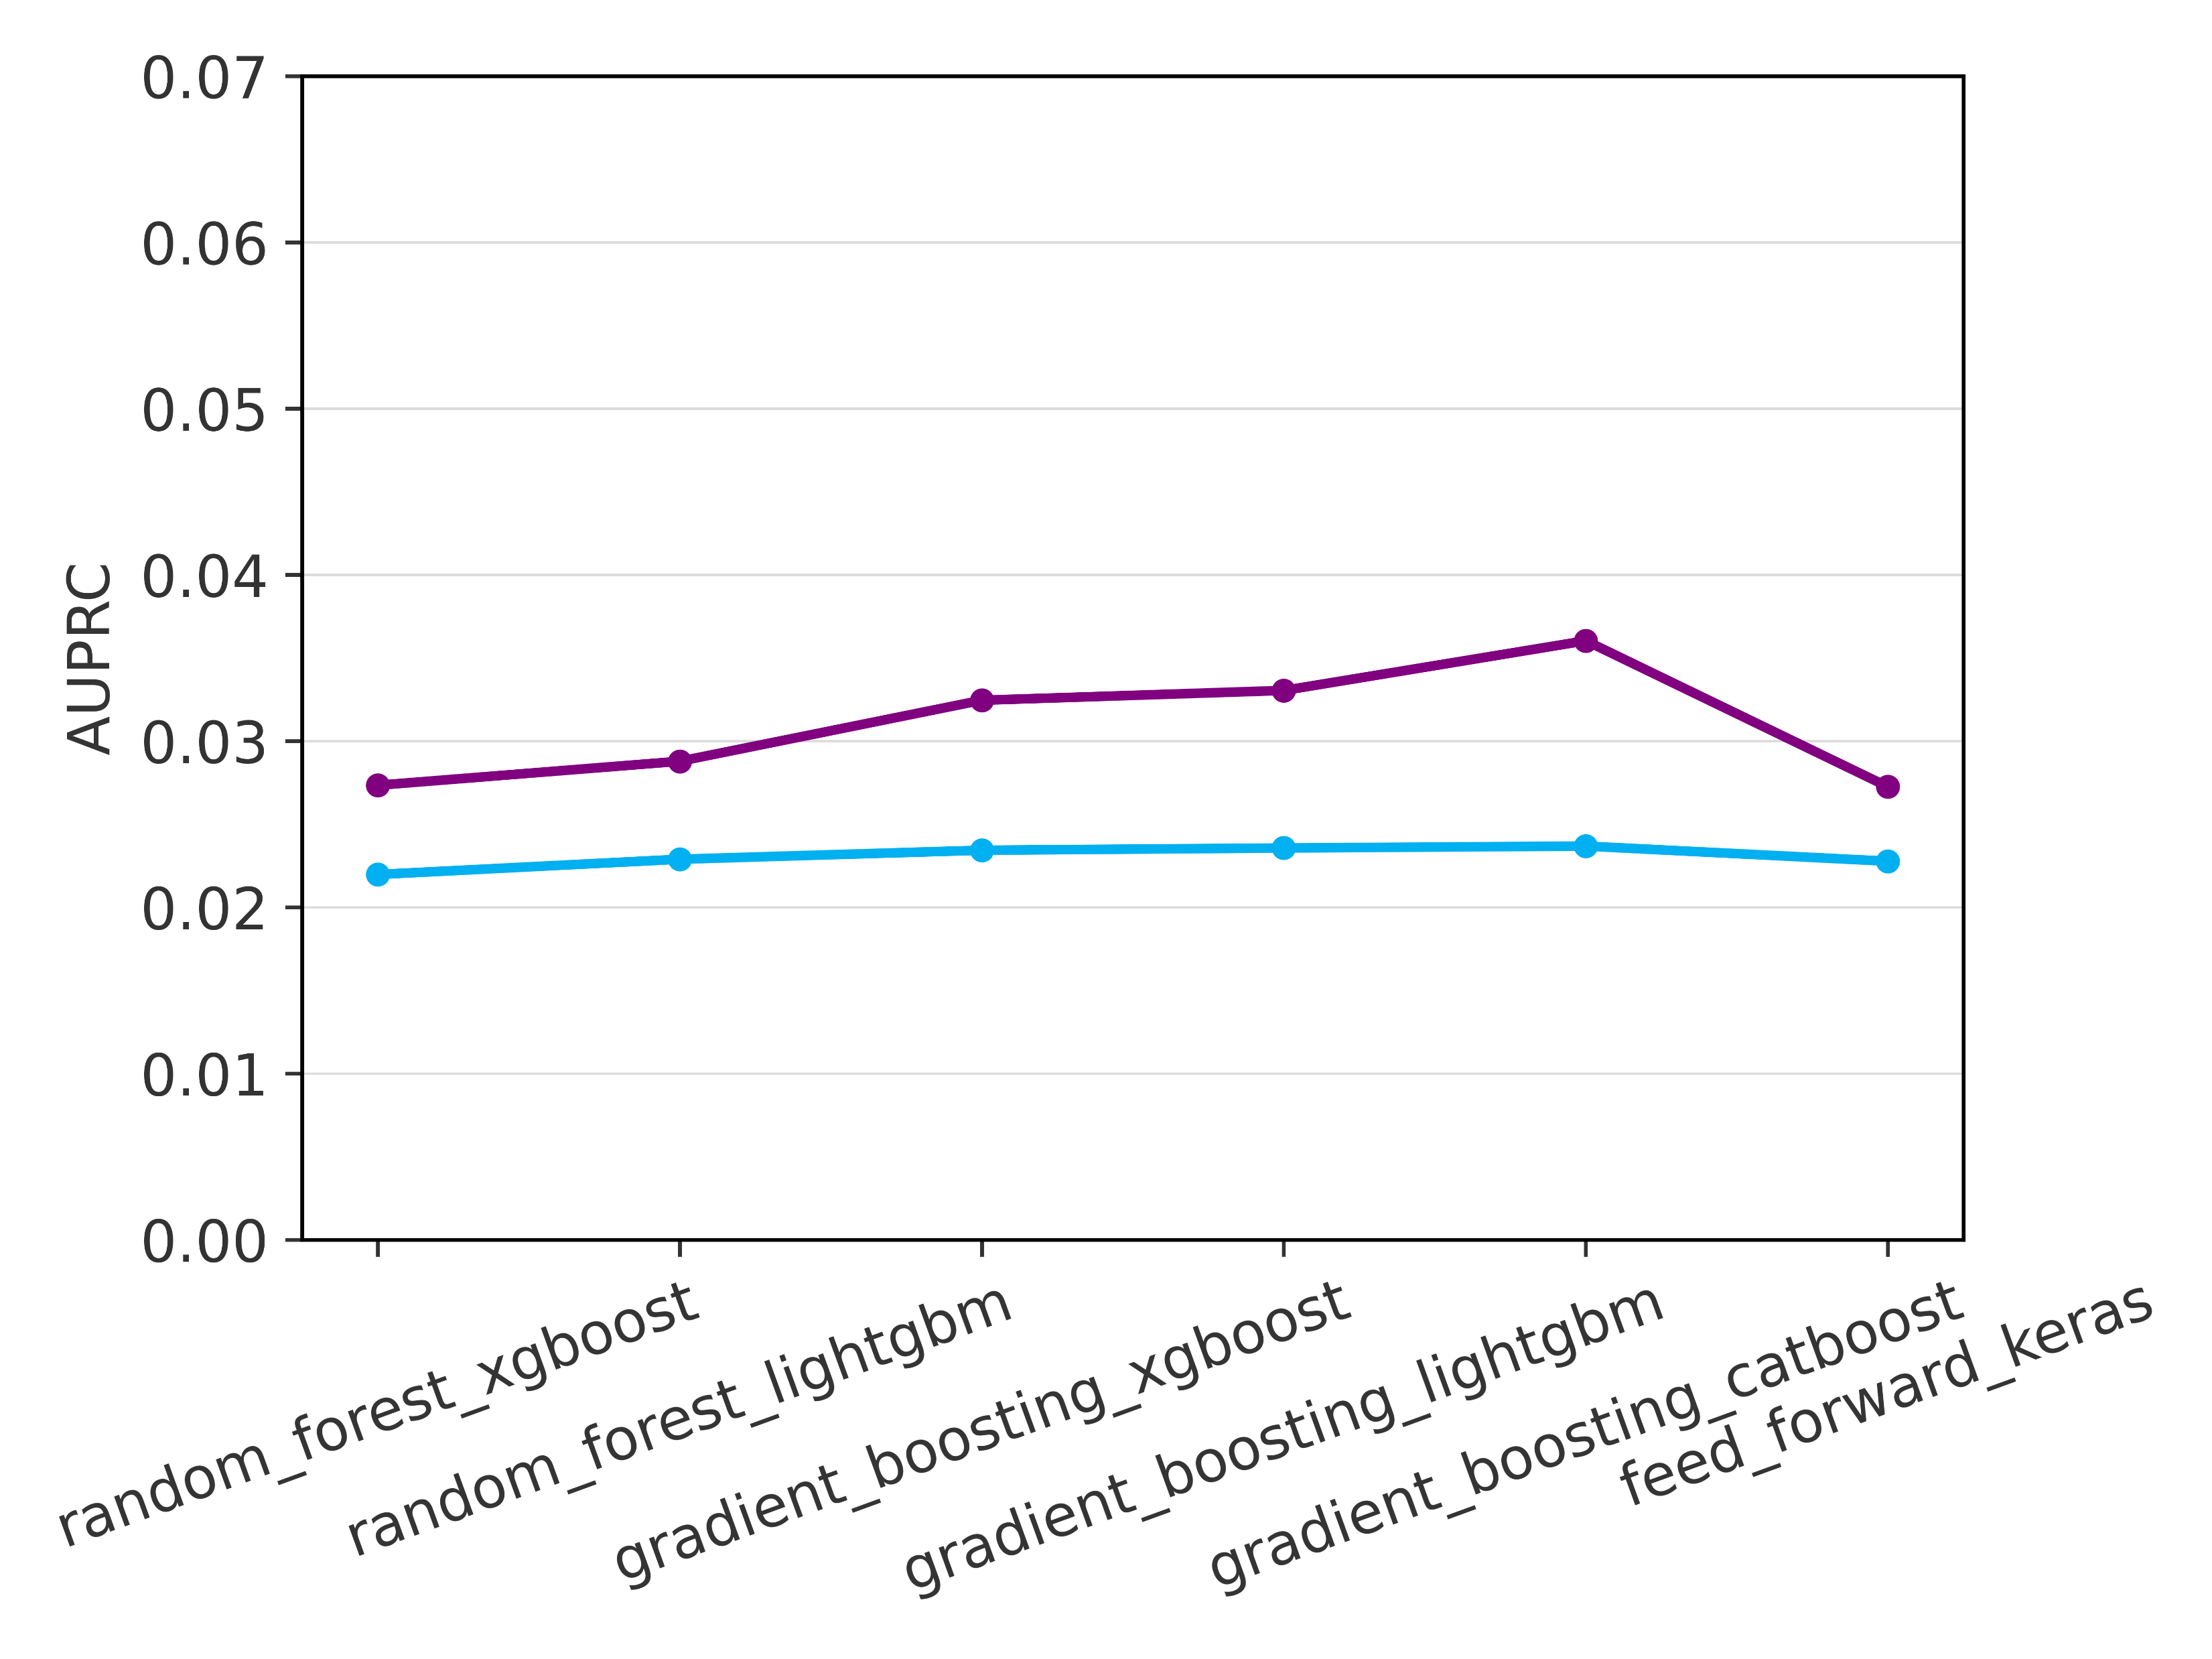 0.07
0.06
0.05
0.04
0.03
0.02
0.01
0.00
AUPRC
random_forest_xgboost
random_forest_lightgbm
gradient_boosting_xgboost
gradient_boosting_lightgbm
gradient_boosting_catboost
feed_forward_keras